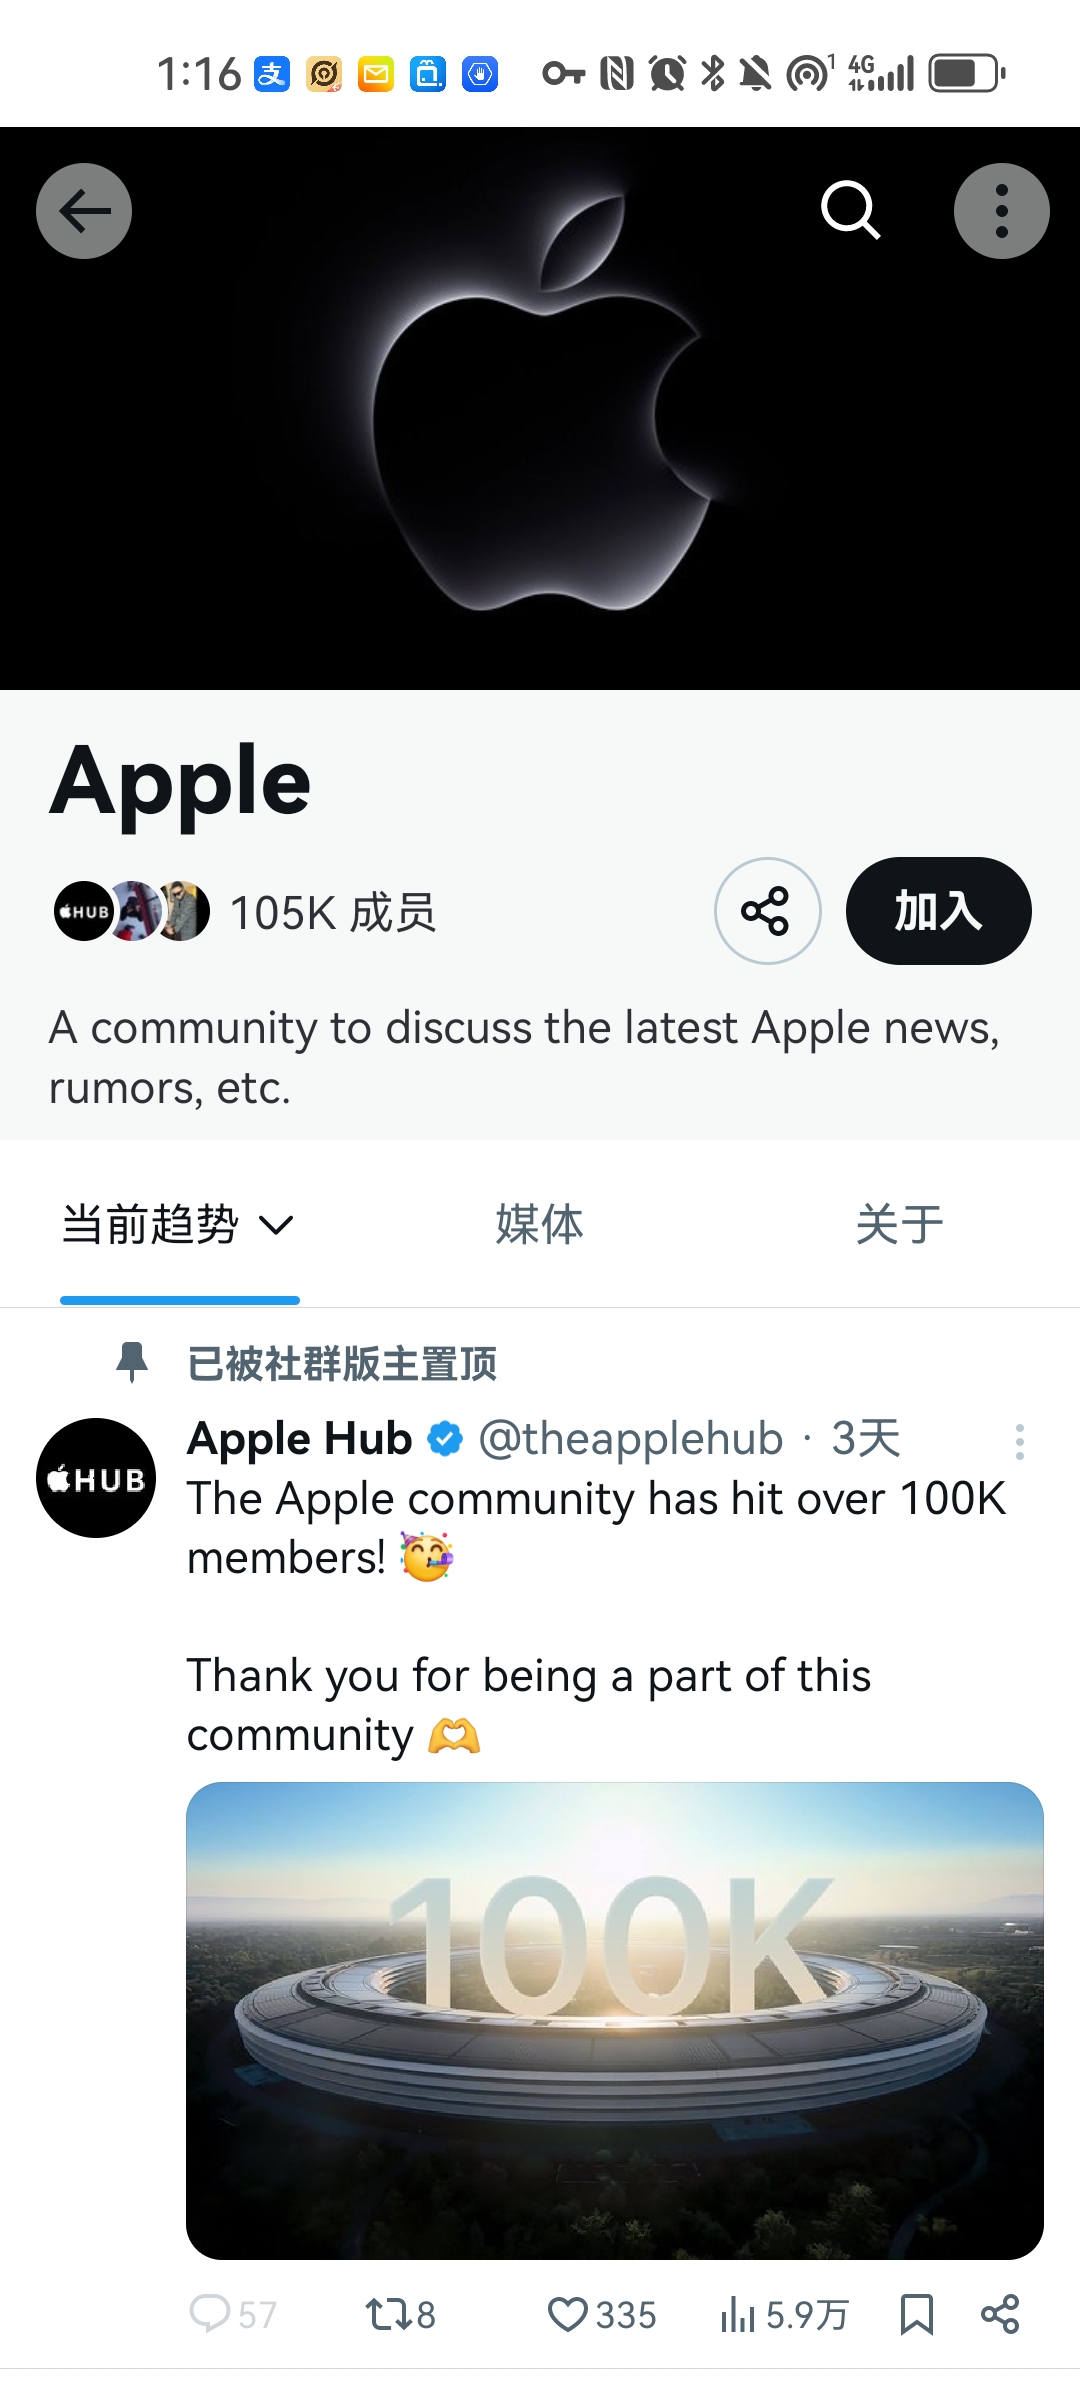 1:16
支
1
4G
Apple
HUB
105K 成员
加入
A community to discuss the latest Apple news,
rumors, etc.
当前趋势
媒体
关于
已被社群版主置顶
Apple Hub @theapplehub · 3天
HUB
The Apple community has hit over 100K
members! 🥳
Thank you for being a part of this
community 🫶
100K
57
8
335
5.9万